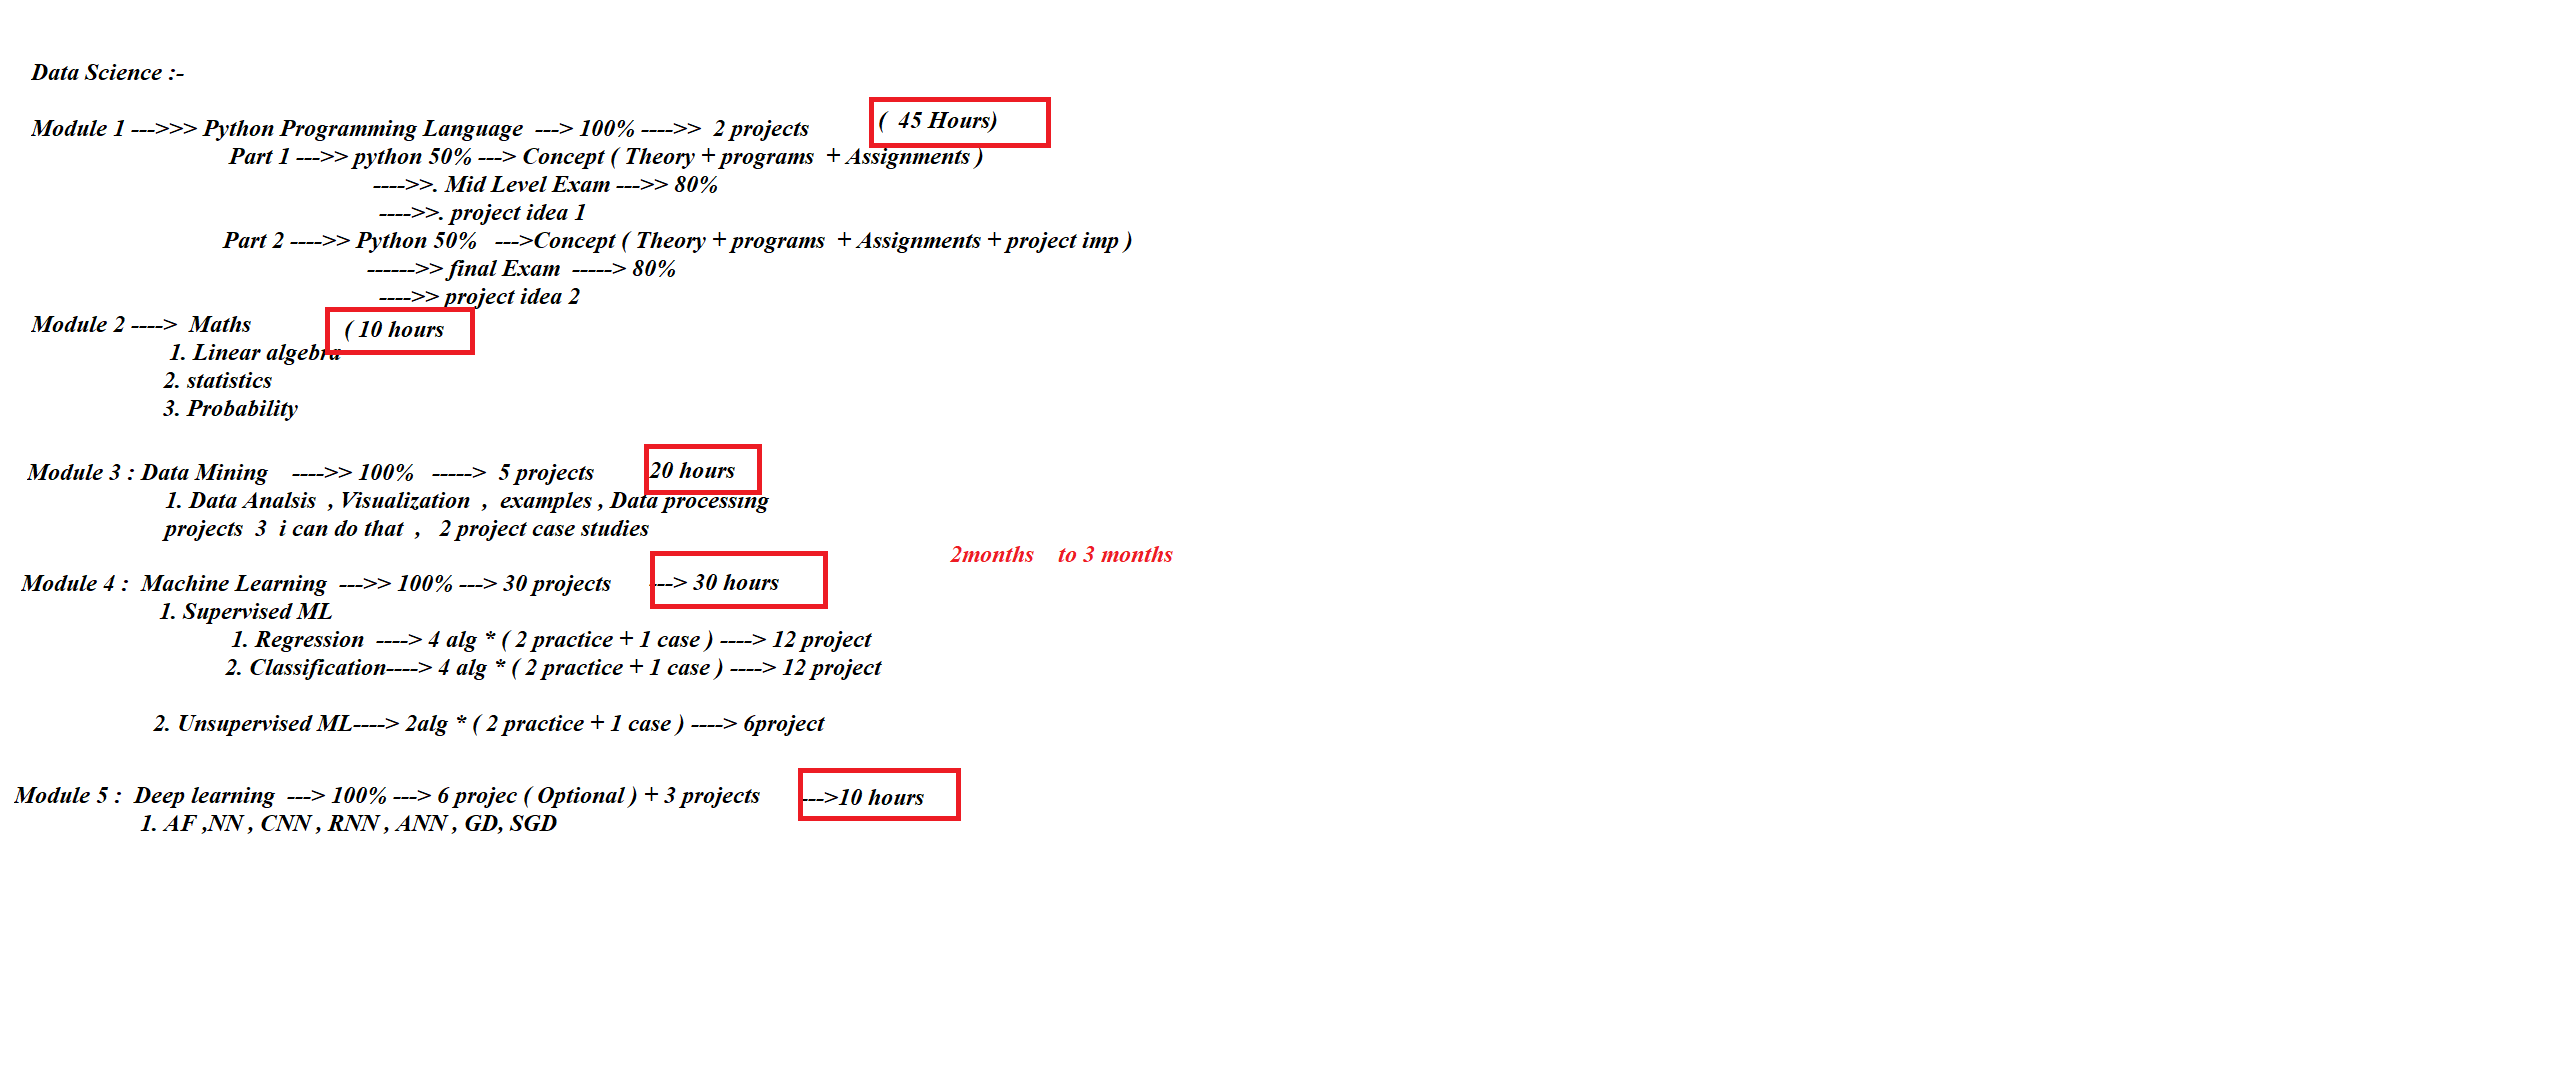 Data Science :-
Module 1 --->>> Python Programming Language ---> 100% ---->> 2 projects ( 45 Hours)
Part 1 --->> python 50% ---> Concept ( Theory + programs + Assignments )
---->>. Mid Level Exam --->> 80%
---->>. project idea 1
Part 2 ---->> Python 50% --->Concept ( Theory + programs + Assignments + project imp )
------>> final Exam -----> 80%
---->> project idea 2
Module 2 ----> Maths ( 10 hours
1. Linear algebra
2. statistics
3. Probability
Module 3 : Data Mining ---->> 100% -----> 5 projects 20 hours
1. Data Analsis , Visualization , examples , Data processing
projects 3 i can do that , 2 project case studies
2months to 3 months
Module 4 : Machine Learning --->> 100% ---> 30 projects ---> 30 hours
1. Supervised ML
1. Regression ----> 4 alg * ( 2 practice + 1 case ) ----> 12 project
2. Classification----> 4 alg * ( 2 practice + 1 case ) ----> 12 project
2. Unsupervised ML----> 2alg * ( 2 practice + 1 case ) ----> 6project
Module 5 : Deep learning ---> 100% ---> 6 projec ( Optional ) + 3 projects --->10 hours
1. AF ,NN , CNN , RNN , ANN , GD, SGD